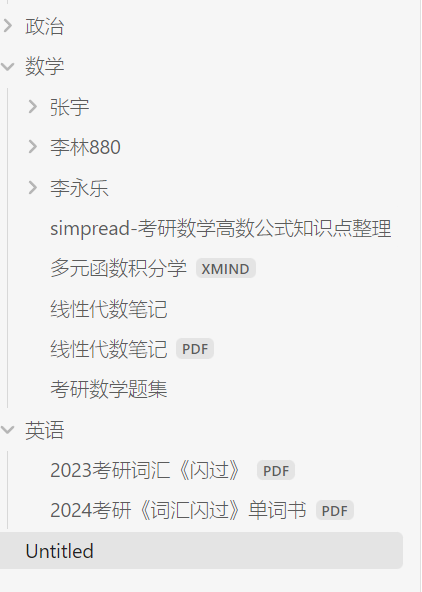 政治
数学
张宇
李林880
李永乐
simpread-考研数学高数公式知识点整理
多元函数积分学 XMIND
线性代数笔记
线性代数笔记 PDF
考研数学题集
英语
2023考研词汇《闪过》 PDF
2024考研《词汇闪过》单词书 PDF
Untitled